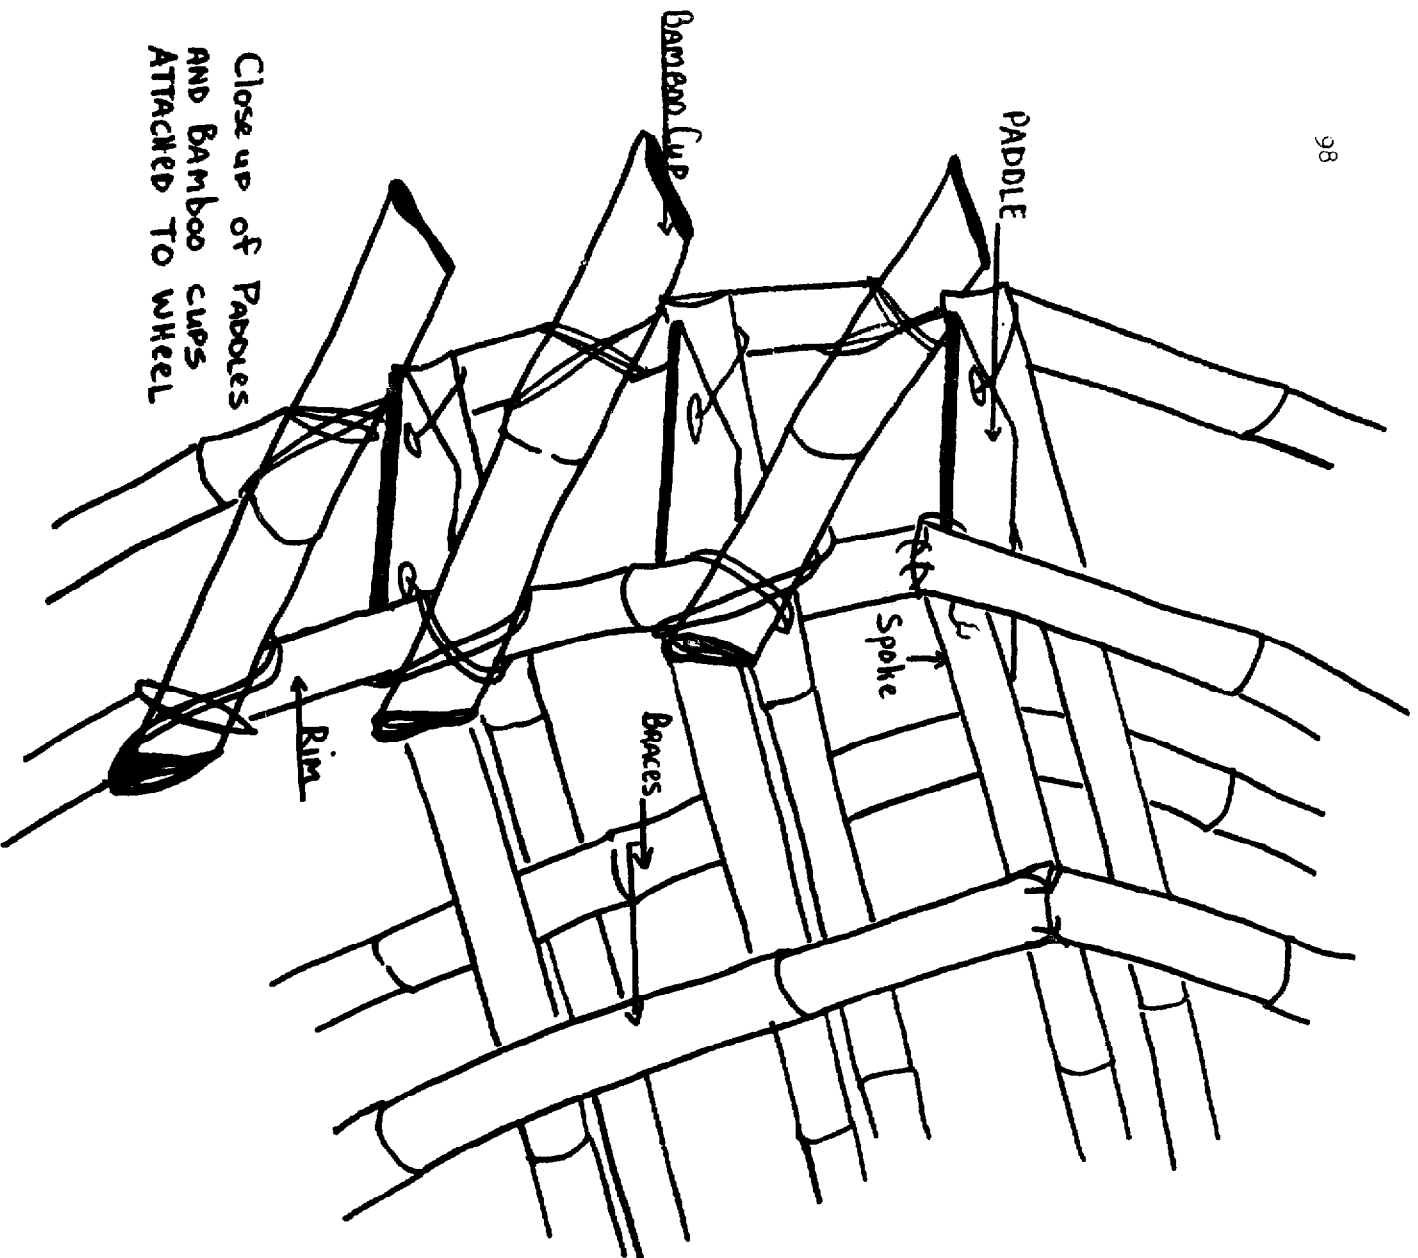 98
PADDLE
Spoke
BAMBOO CUP
BRACES
Rim
Close up of PADDLES
AND BAMboo cups
ATTACHED TO WHEEL